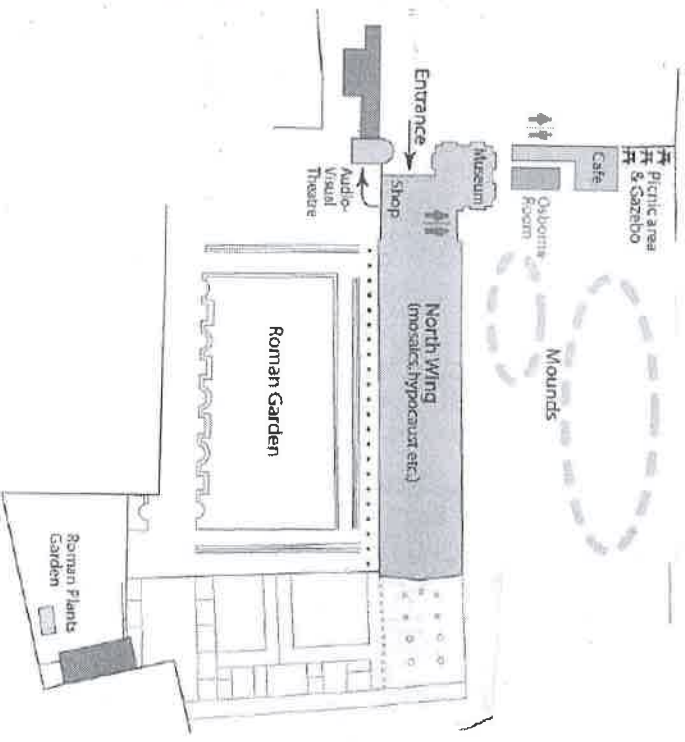 Picnic area
& Gazebo
Café
Osborne
Room
Mounds
Museum
North Wing
(mosaics, hypocaust etc.)
Entrance
Shop
Audio-
Visual
Theatre
Roman Garden
Roman Plants
Garden